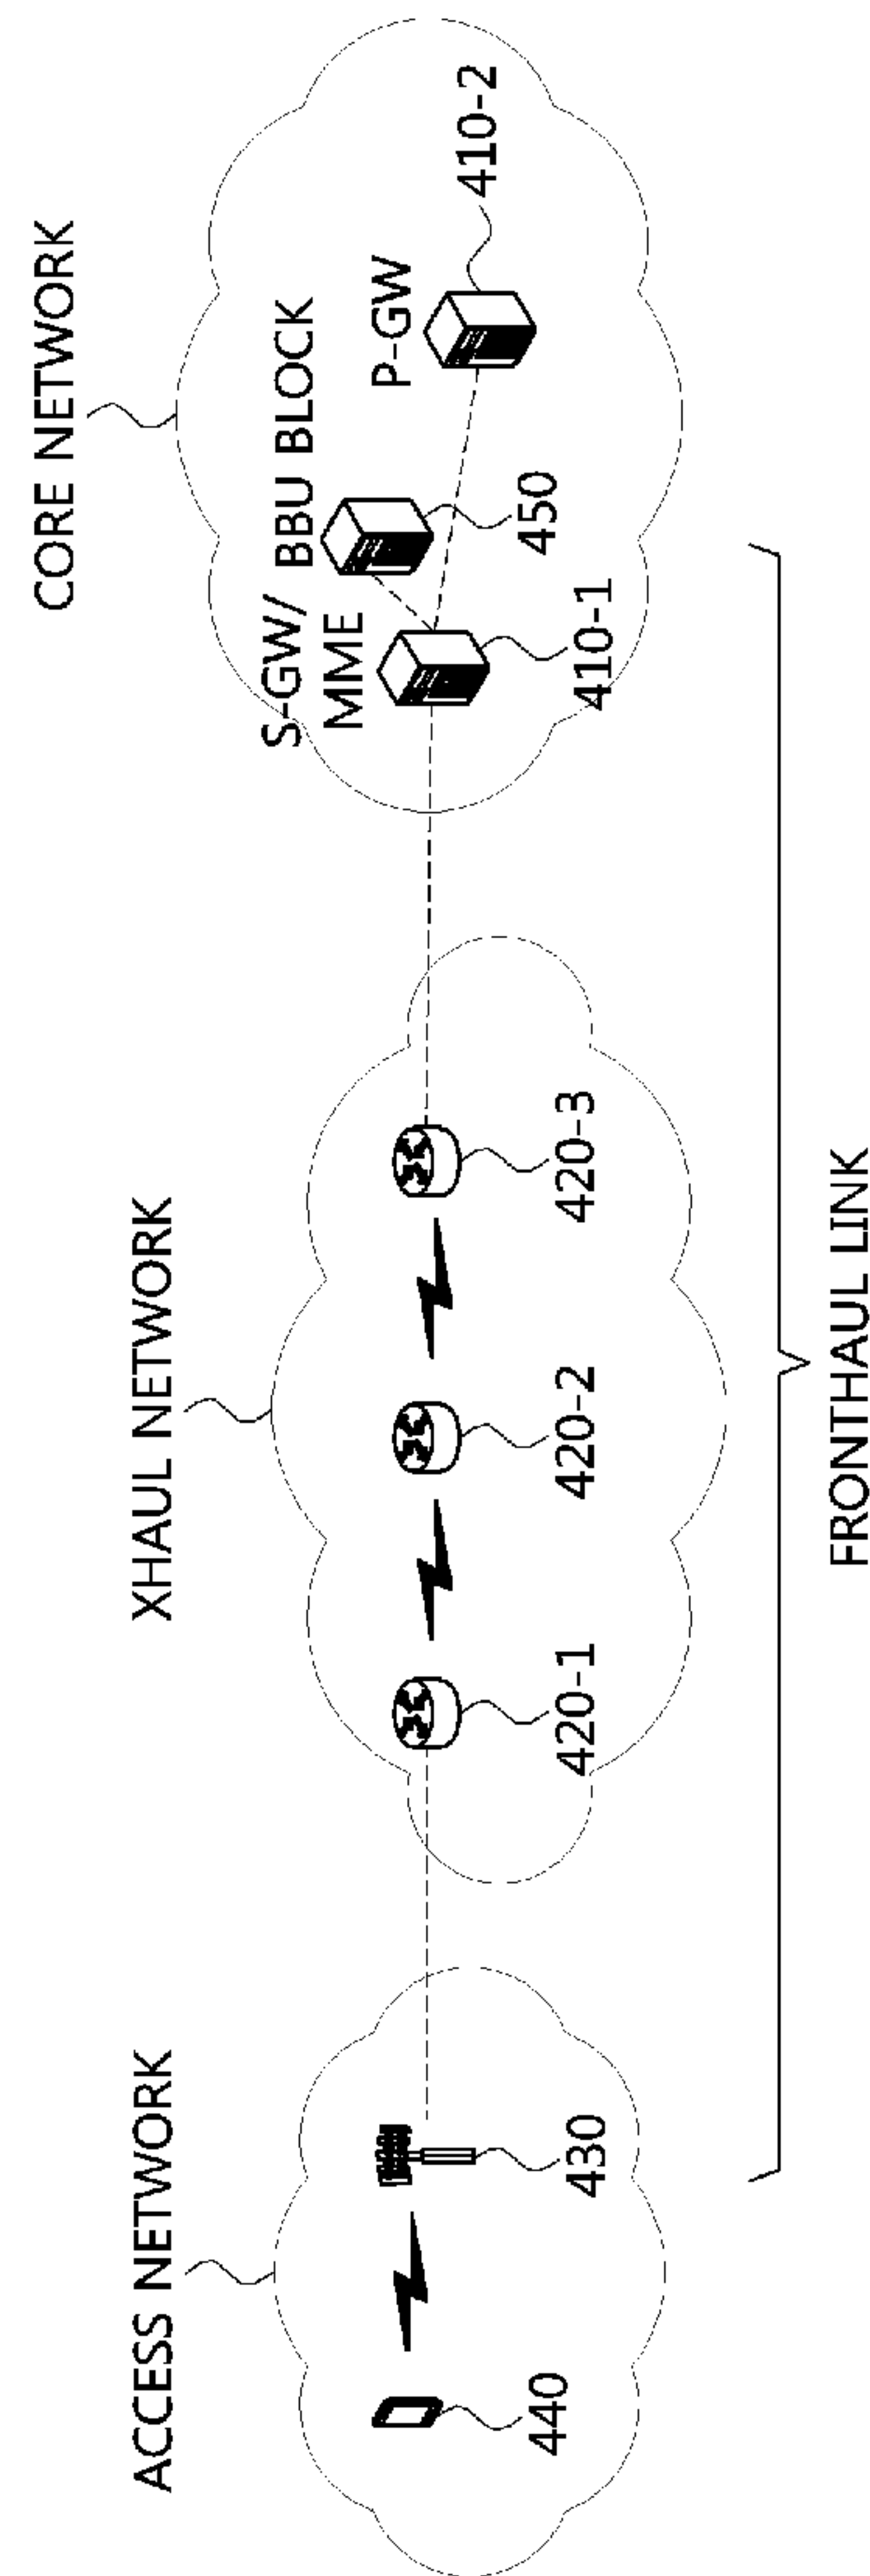 ACCESS NETWORK
XHAUL NETWORK
CORE NETWORK
S-GW/
MME
BBU BLOCK
P-GW
440
430
420-1
420-2
420-3
410-1
450
410-2
FRONTHAUL LINK